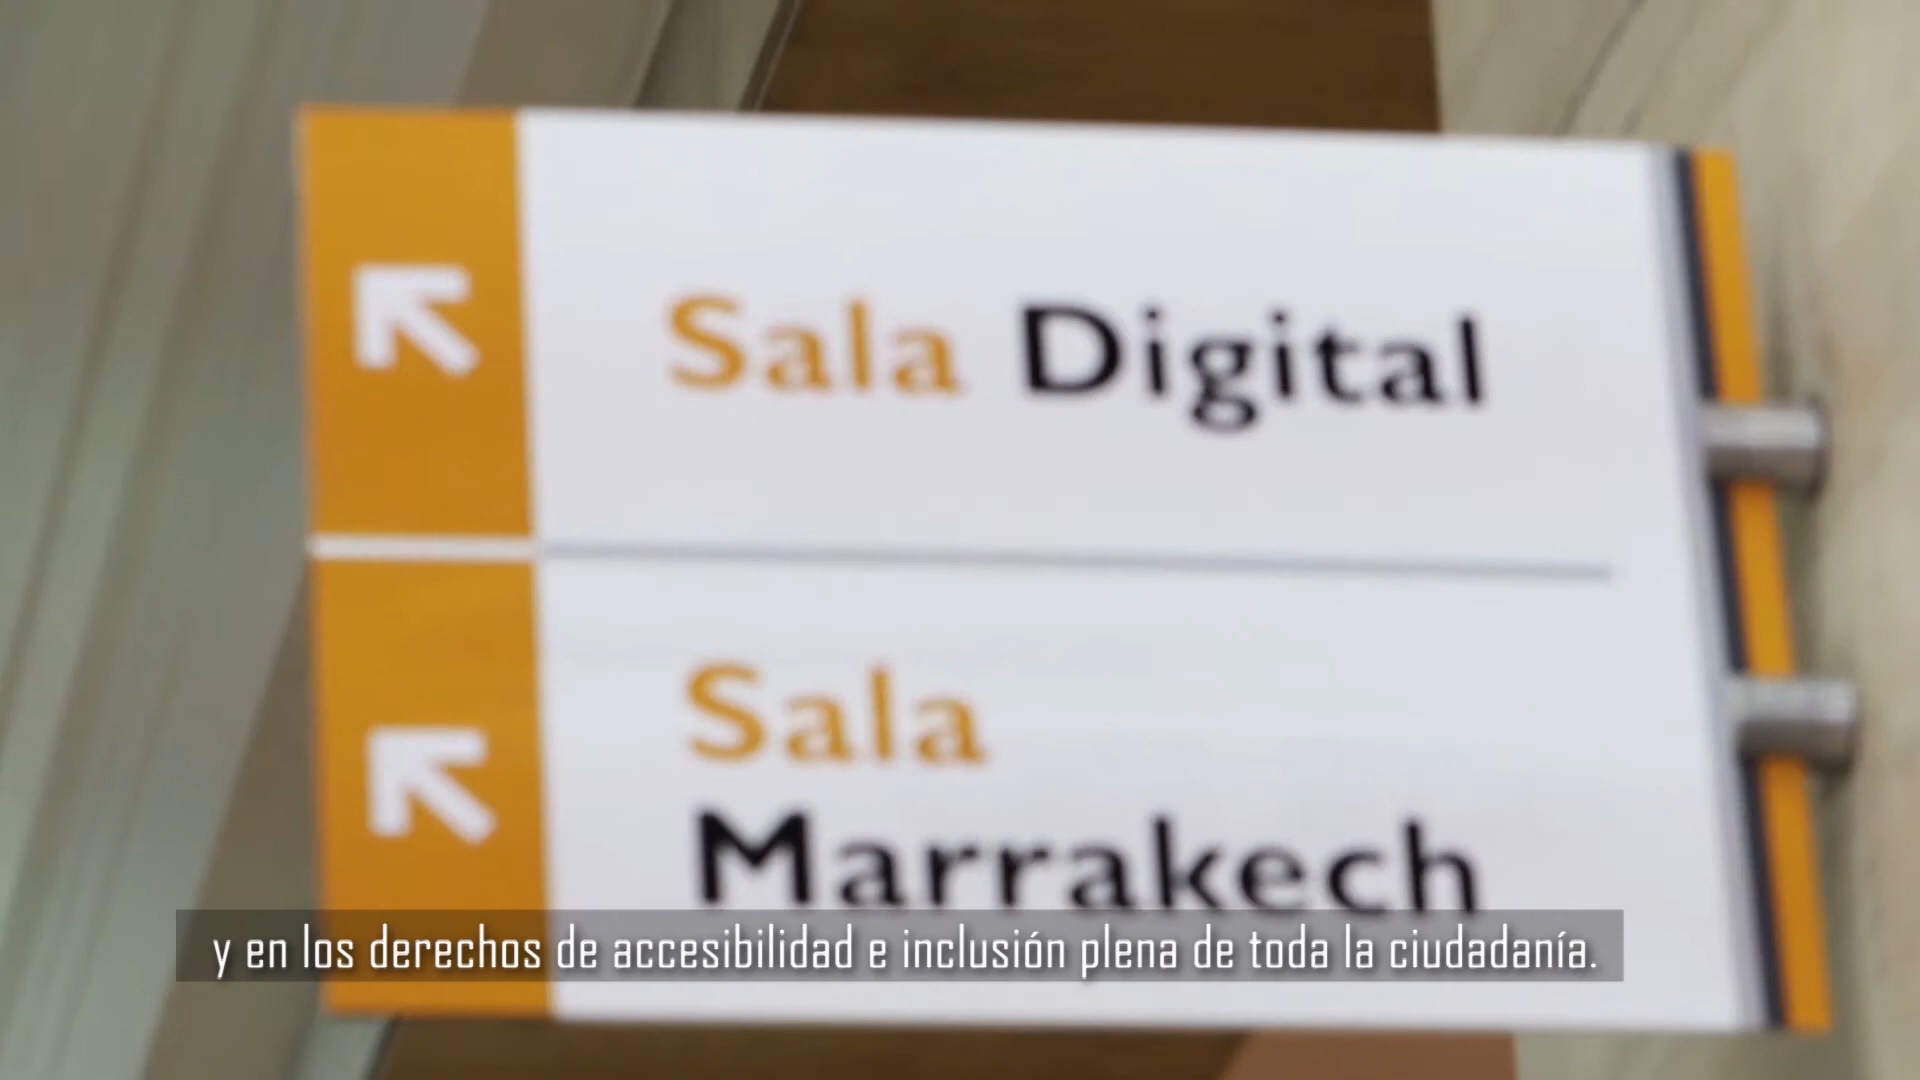 Sala Digital
Sala
Marrakech
y en los derechos de accesibilidad e inclusión plena de toda la ciudadanía.